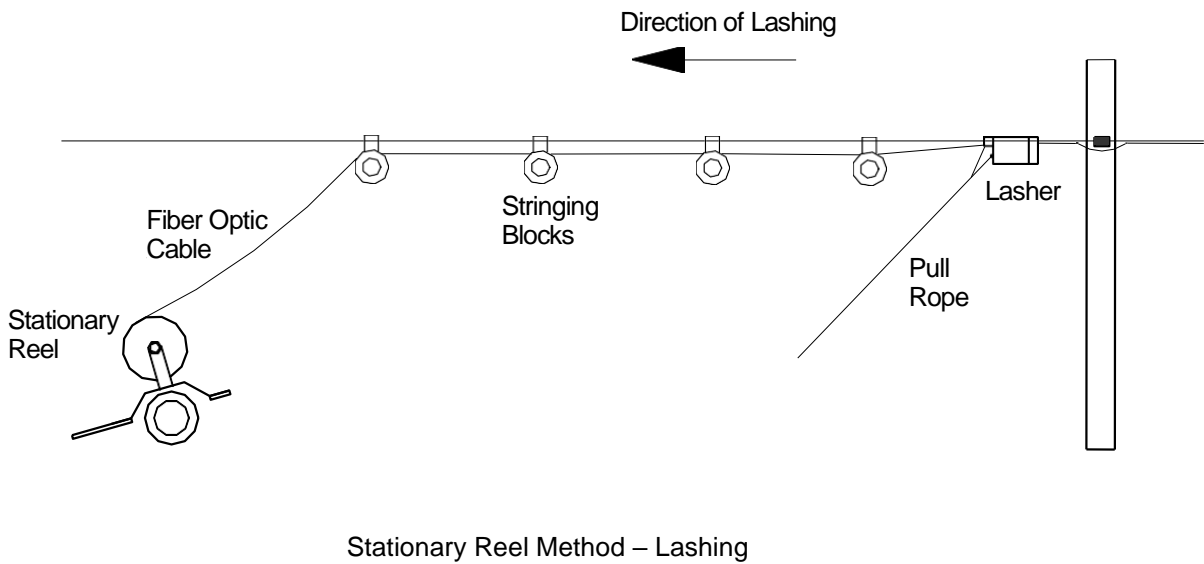 Direction of Lashing
Fiber Optic
Cable
Stringing
Blocks
Lasher
Pull
Rope
Stationary
Reel
Stationary Reel Method – Lashing